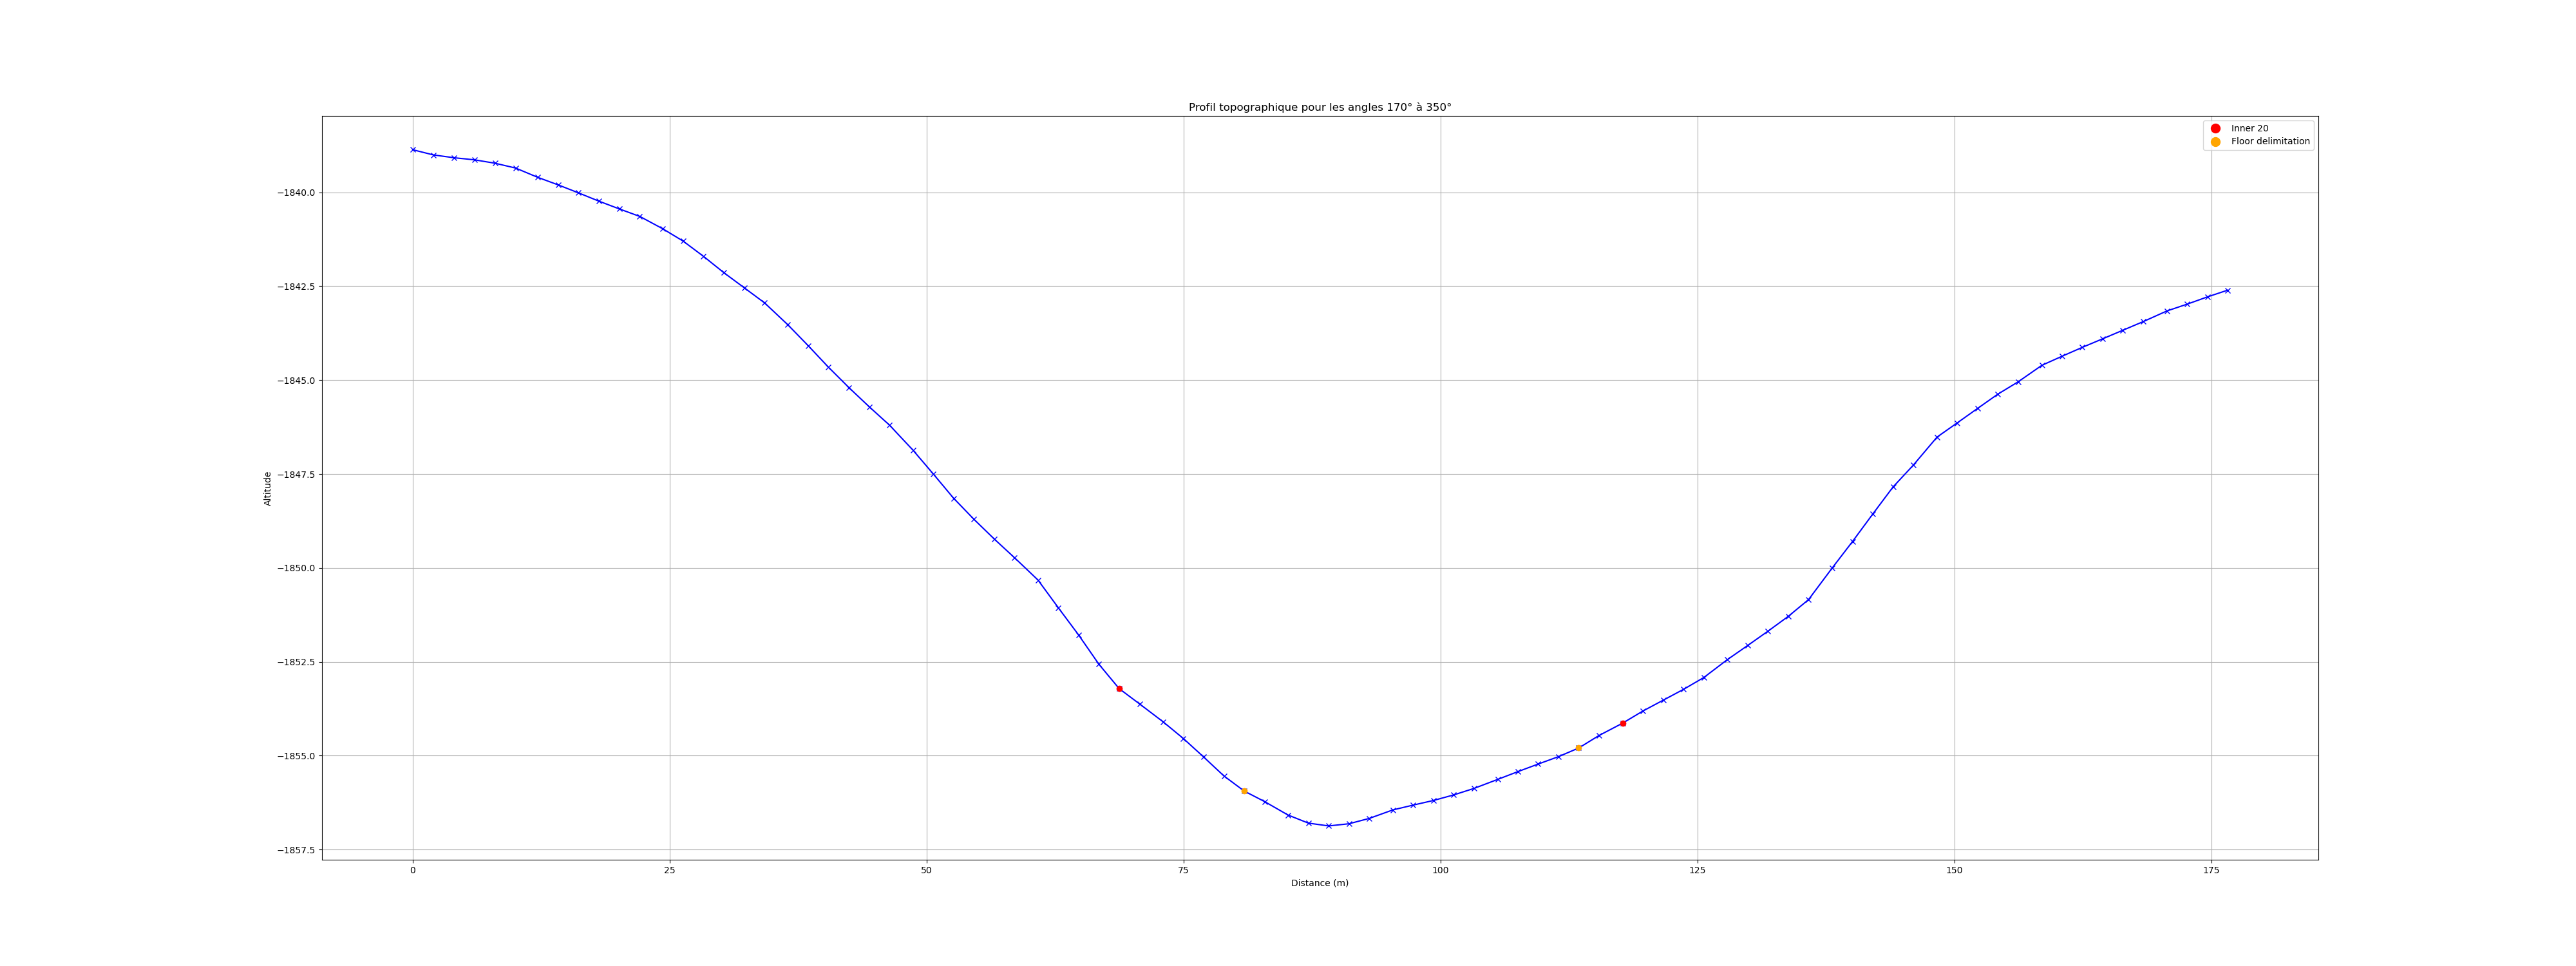 Profil topographique pour les angles 170° à 350°
Inner 20
Floor delimitation
Altitude
−1840.0
−1842.5
−1845.0
−1847.5
−1850.0
−1852.5
−1855.0
−1857.5
0 25 50 75 100 125 150 175
Distance (m)